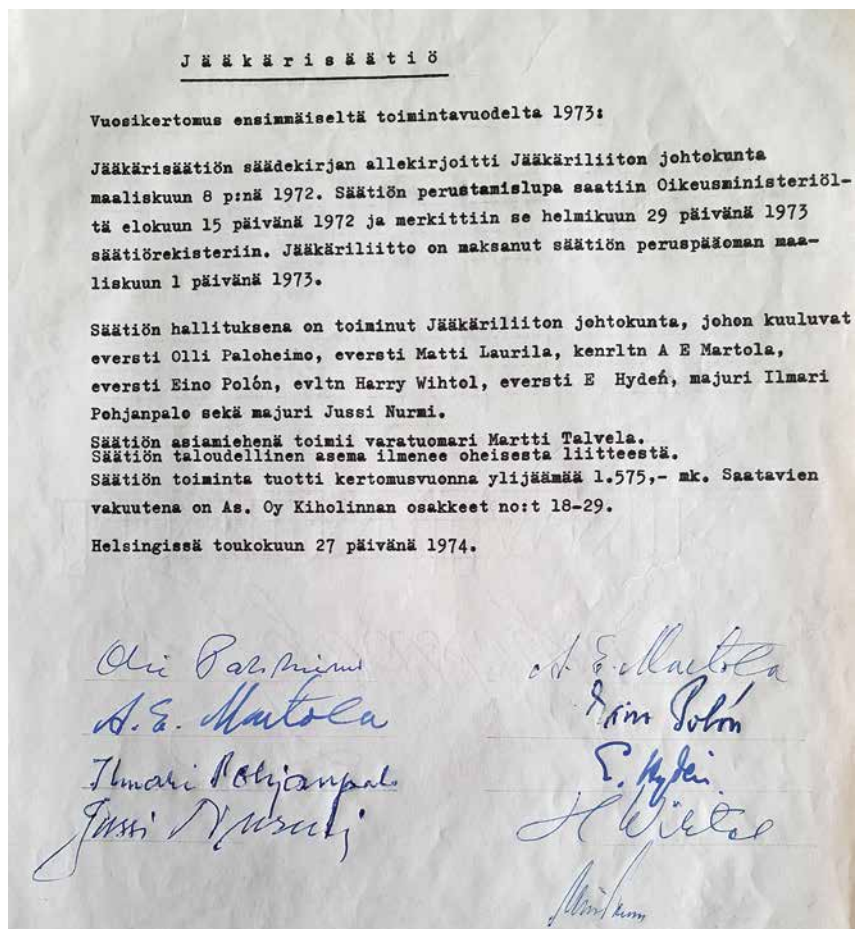 Jääkärisäätiö
Vuosikertomus ensimmäiseltä toimintavuodelta 1973:
Jääkärisäätiön säädekirjan allekirjoitti Jääkäriliiton johtokunta
maaliskuun 8 p:nä 1972. Säätiön perustamislupa saatiin Oikeusministeriöl-
tä elokuun 15 päivänä 1972 ja merkittiin se helmikuun 29 päivänä 1973
säätiörekisteriin. Jääkäriliitto on maksanut säätiön peruspääoman maa-
liskuun 1 päivänä 1973.
Säätiön hallituksena on toiminut Jääkäriliiton johtokunta, johon kuuluvat
eversti Olli Paloheimo, eversti Matti Laurila, kenrltn A E Martola,
eversti Eino Polón, evltn Harry Wihtol, eversti E Hydeń, majuri Ilmari
Pohjanpalo sekä majuri Jussi Nurmi.
Säätiön asiamiehenä toimii varatuomari Martti Talvela.
Säätiön taloudellinen asema ilmenee oheisesta liitteestä.
Säätiön toiminta tuotti kertomusvuonna ylijäämää 1.575,- mk. Saatavien
vakuutena on As. Oy Kiholinnan osakkeet no:t 18-29.
Helsingissä toukokuun 27 päivänä 1974.
A. E. Martola
A. E. Martola
Polón
Ilmari Pohjanpalo
E. Hydén
Jussi Nurmi
H Wihtol